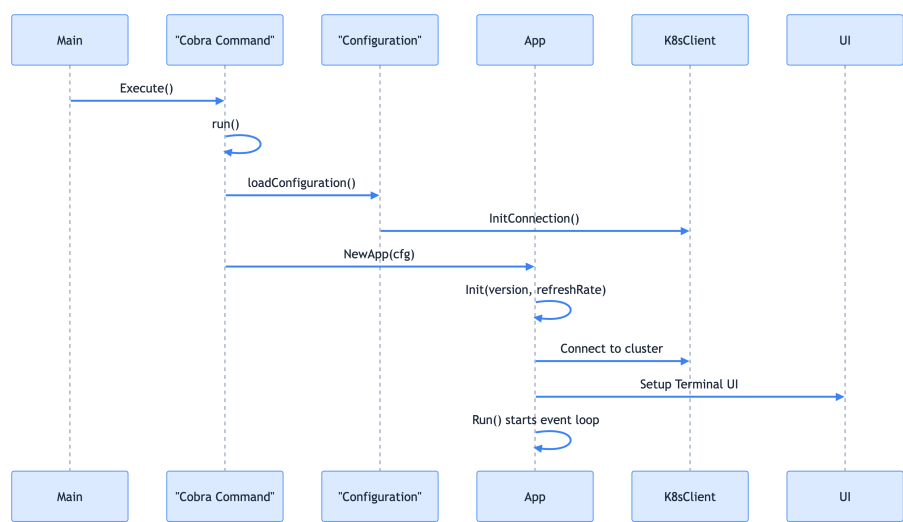 Main
"Cobra Command"
"Configuration"
App
K8sClient
UI
Execute()
run()
loadConfiguration()
InitConnection()
NewApp(cfg)
Init(version, refreshRate)
Connect to cluster
Setup Terminal UI
Run() starts event loop
Main
"Cobra Command"
"Configuration"
App
K8sClient
UI